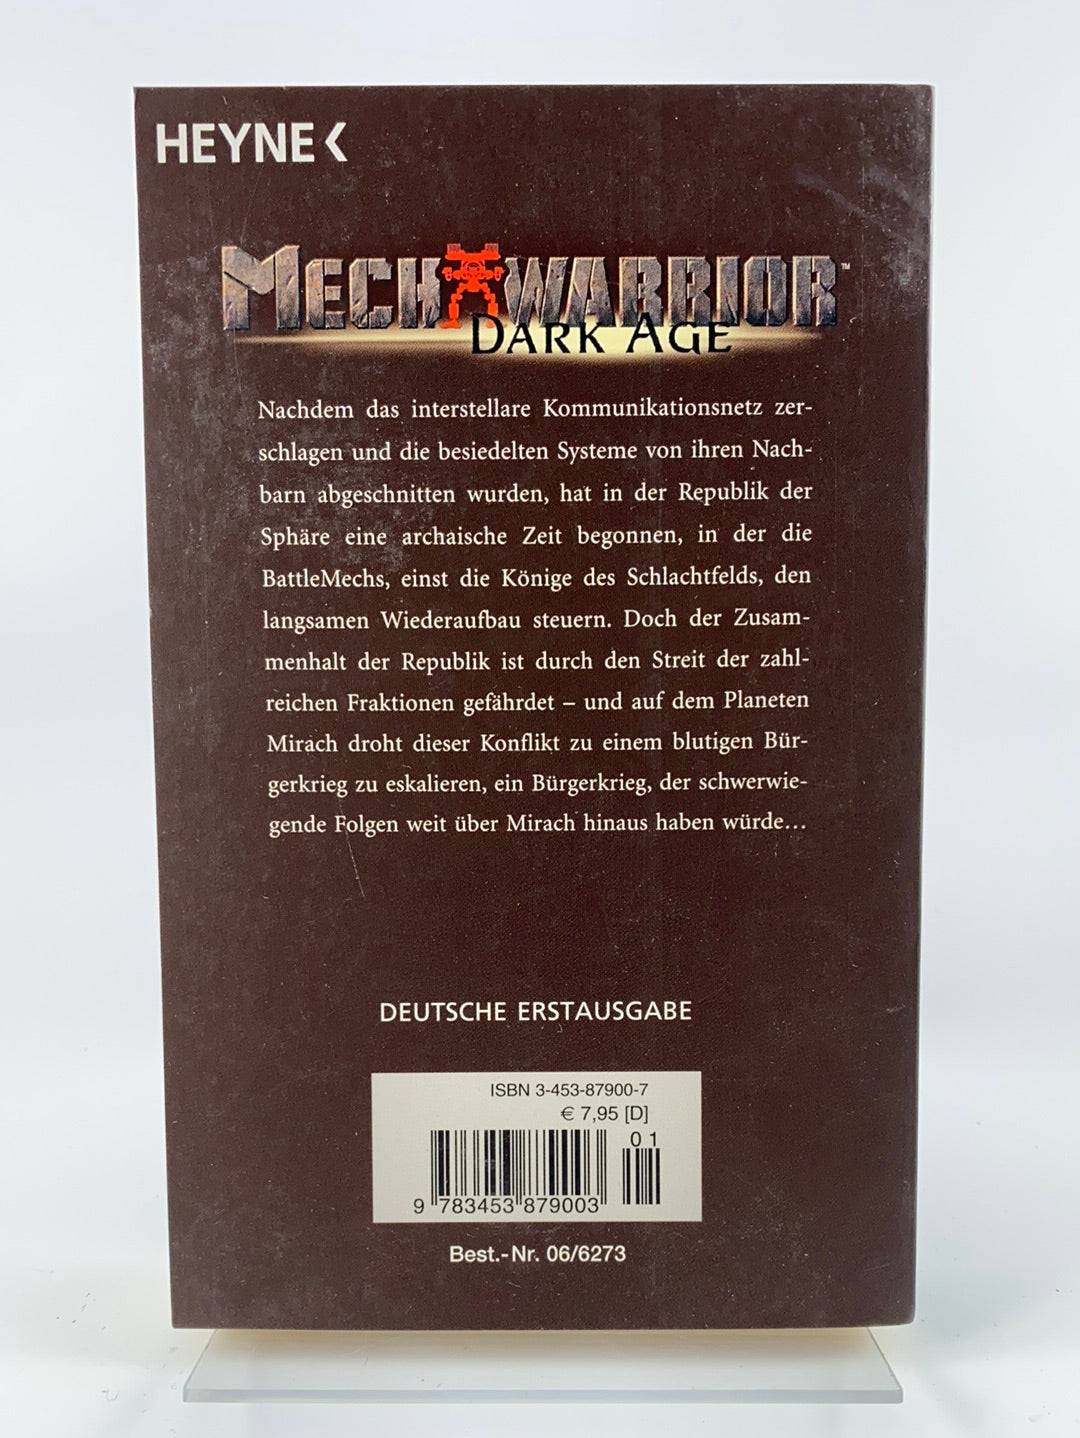 HEYNE
MECHWARRIOR™
DARK AGE
Nachdem das interstellare Kommunikationsnetz zer-
schlagen und die besiedelten Systeme von ihren Nach-
barn abgeschnitten wurden, hat in der Republik der
Sphäre eine archaische Zeit begonnen, in der die
BattleMechs, einst die Könige des Schlachtfelds, den
langsamen Wiederaufbau steuern. Doch der Zusam-
menhalt der Republik ist durch den Streit der zahl-
reichen Fraktionen gefährdet – und auf dem Planeten
Mirach droht dieser Konflikt zu einem blutigen Bür-
gerkrieg zu eskalieren, ein Bürgerkrieg, der schwerwie-
gende Folgen weit über Mirach hinaus haben würde…
DEUTSCHE ERSTAUSGABE
ISBN 3-453-87900-7
€ 7,95 [D]
01
9 783453 879003
Best.-Nr. 06/6273